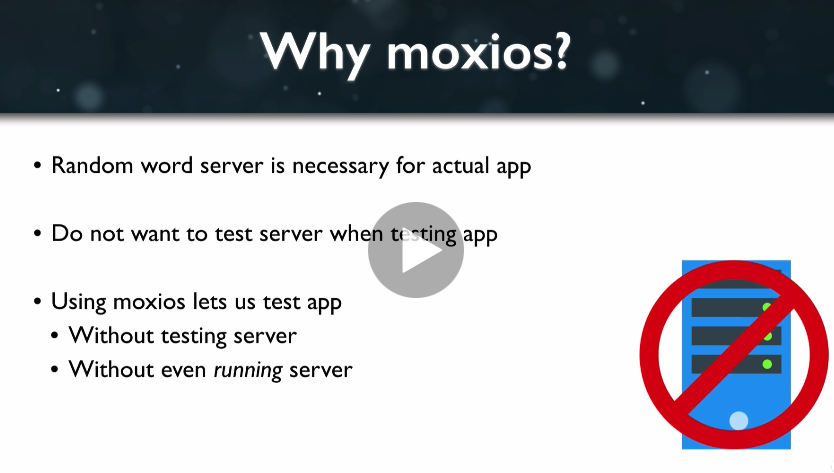 Why moxios?
• Random word server is necessary for actual app
• Do not want to test server when testing app
• Using moxios lets us test app
• Without testing server
• Without even running server